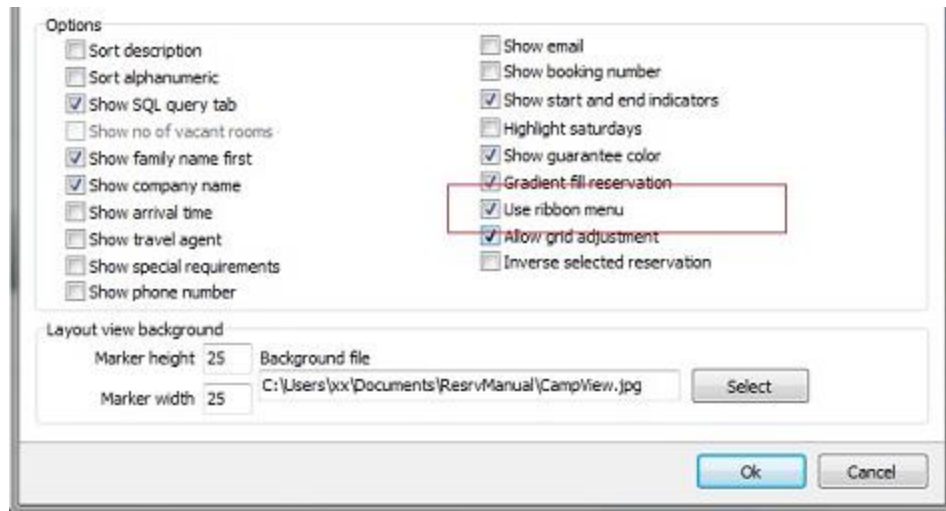 Options
Sort description
Sort alphanumeric
Show SQL query tab
Show no of vacant rooms
Show family name first
Show company name
Show arrival time
Show travel agent
Show special requirements
Show phone number
Show email
Show booking number
Show start and end indicators
Highlight saturdays
Show guarantee color
Gradient fill reservation
Use ribbon menu
Allow grid adjustment
Inverse selected reservation
Layout view background
Marker height 25 Background file
Marker width 25 C:\Users\xx\Documents\ResrvManual\CampView.jpg Select
Ok Cancel